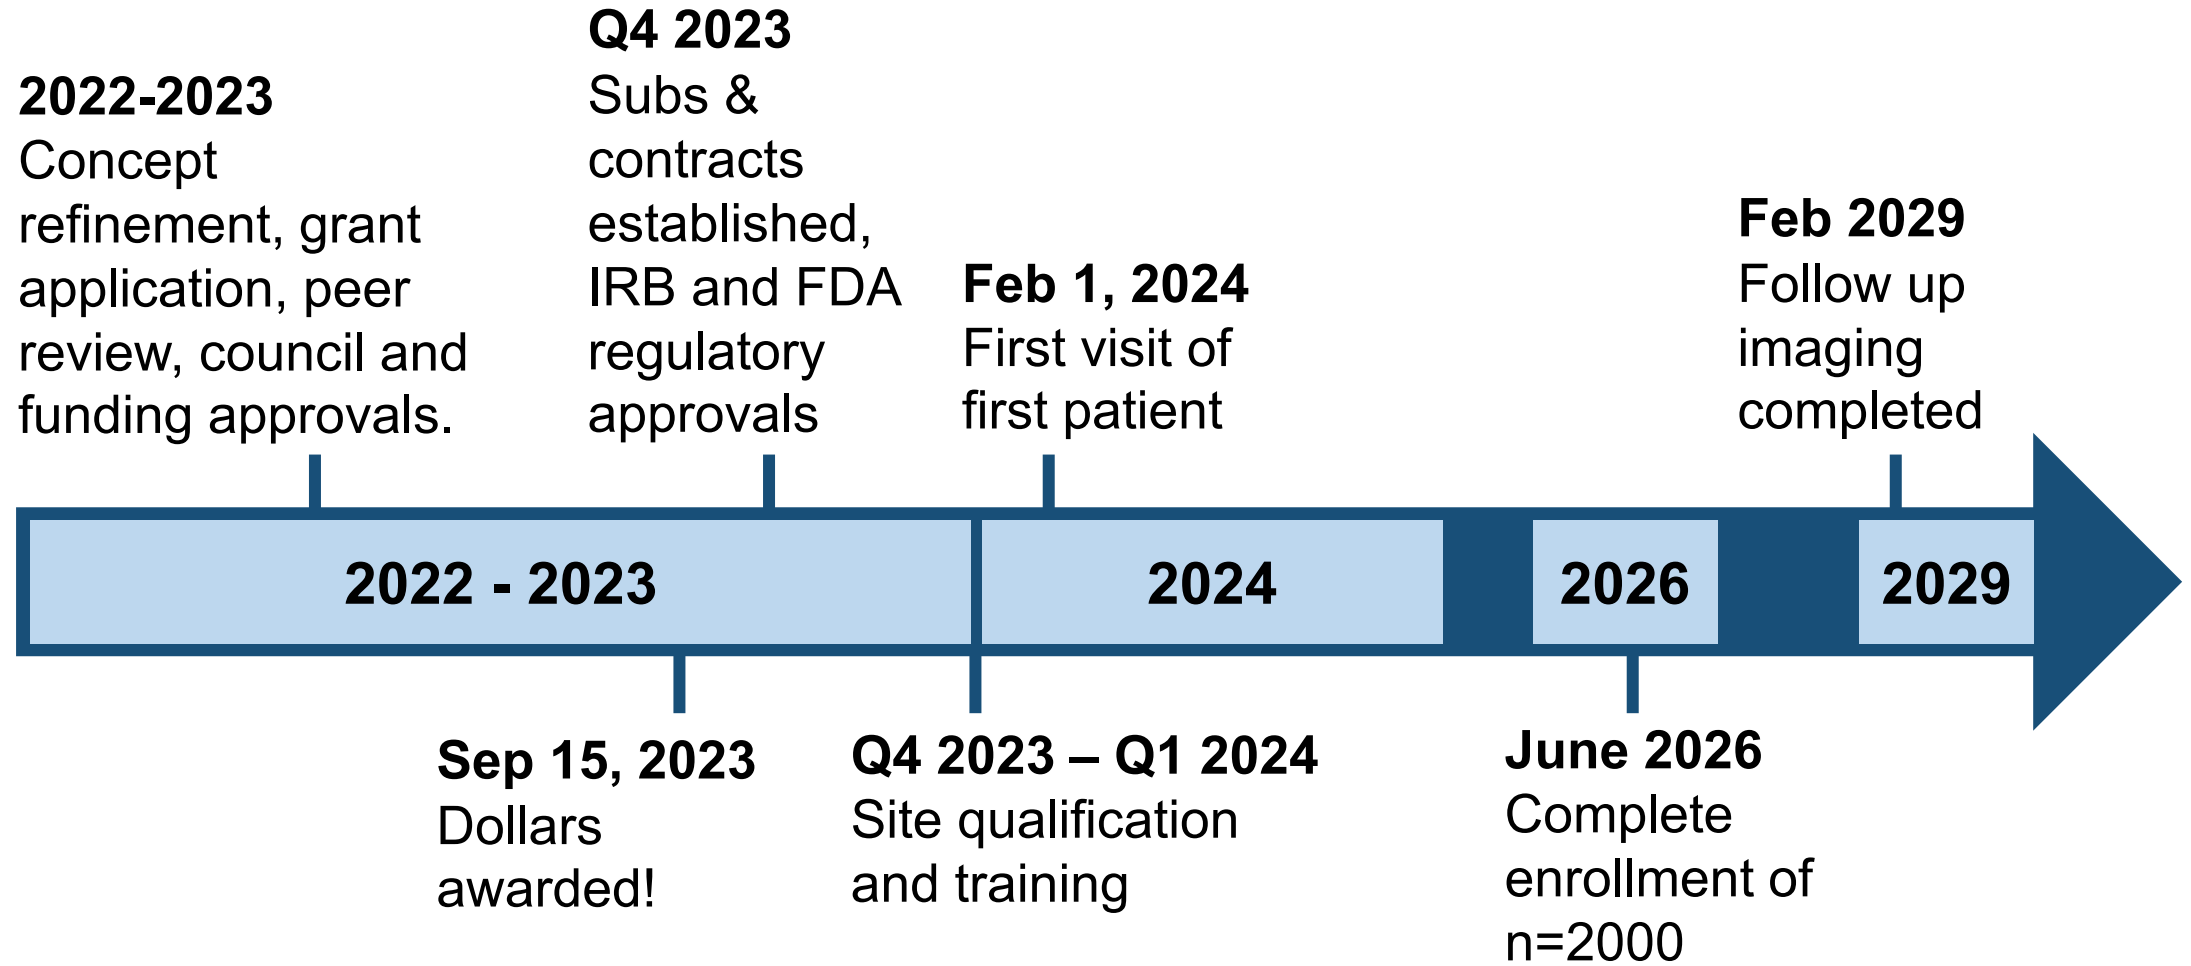 2022-2023
Concept
refinement, grant
application, peer
review, council and
funding approvals.
Q4 2023
Subs &
contracts
established,
IRB and FDA
regulatory
approvals
Feb 1, 2024
First visit of
first patient
Feb 2029
Follow up
imaging
completed
2022 - 2023
2024
2026
2029
Sep 15, 2023
Dollars
awarded!
Q4 2023 – Q1 2024
Site qualification
and training
June 2026
Complete
enrollment of
n=2000